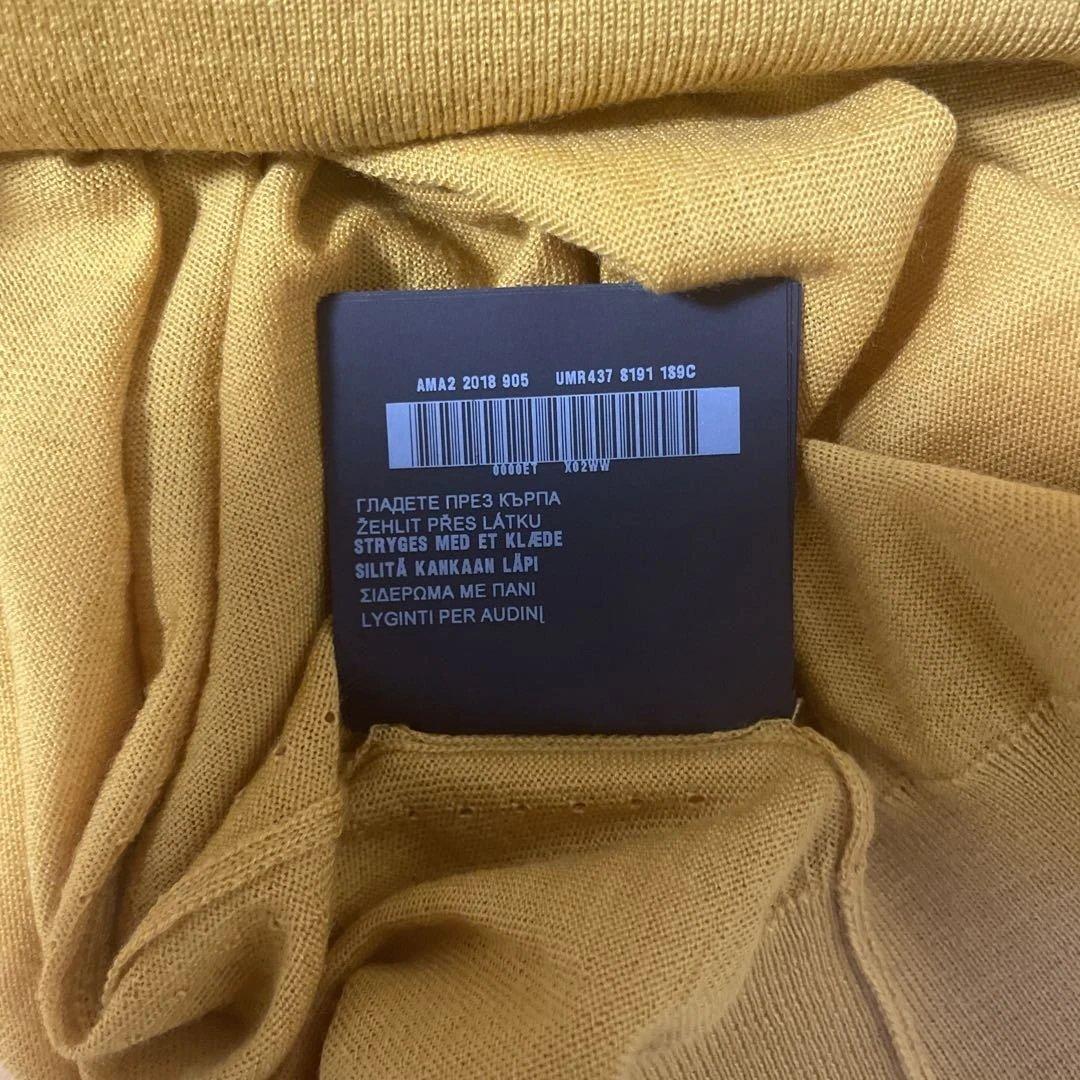 AMA2 2018 905 UMR437 S191 1S9C
0000ET X02WW
ГЛАДЕТЕ ПРЕЗ КЪРПА
ŽEHLIT PŘES LÁTKU
STRYGES MED ET KLÆDE
SILITÄ KANKAAN LÄPI
ΣΙΔΕΡΩΜΑ ΜΕ ΠΑΝΙ
LYGINTI PER AUDINĮ